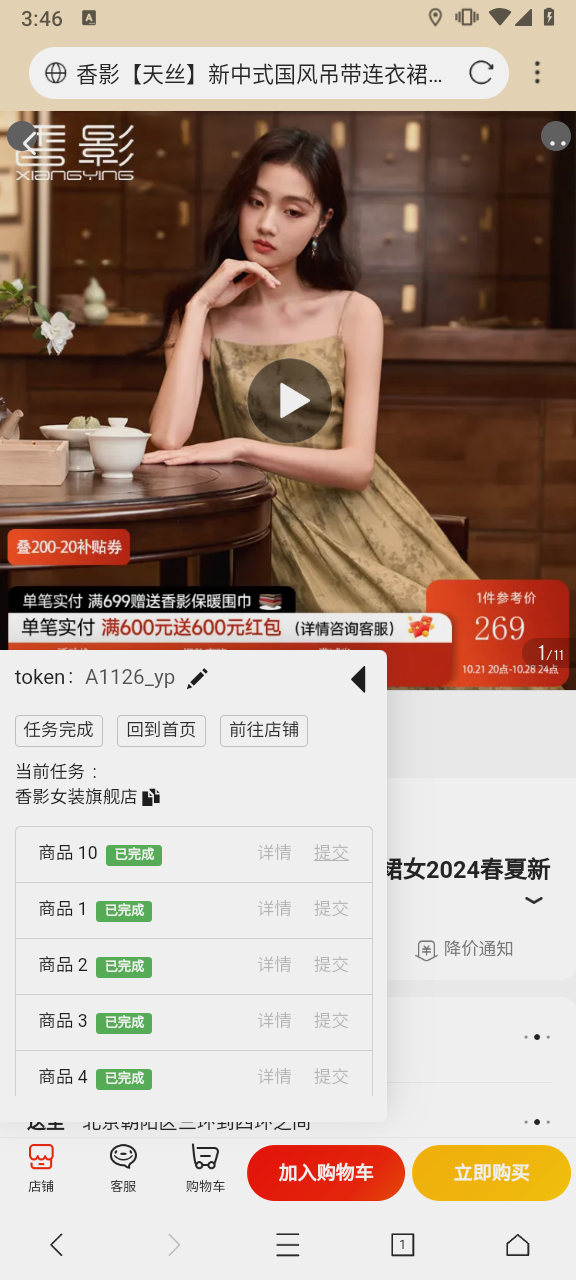 3:46
A
香影【天丝】新中式国风吊带连衣裙...
香影
XIANGYING
叠200-20补贴券
单笔实付 满699赠送香影保暖围巾
1件参考价
单笔实付 满600元送600元红包 (详情咨询客服)
269
1/11
10.21 20点-10.28 24点
token: A1126_yp
任务完成 回到首页 前往店铺
当前任务 :
香影女装旗舰店
商品 10 已完成 详情 提交
裙女2024春夏新
商品 1 已完成 详情 提交
降价通知
商品 2 已完成 详情 提交
商品 3 已完成 详情 提交
商品 4 已完成 详情 提交
这里 北京朝阳区三环到四环之间
店铺 客服 购物车 加入购物车 立即购买
1